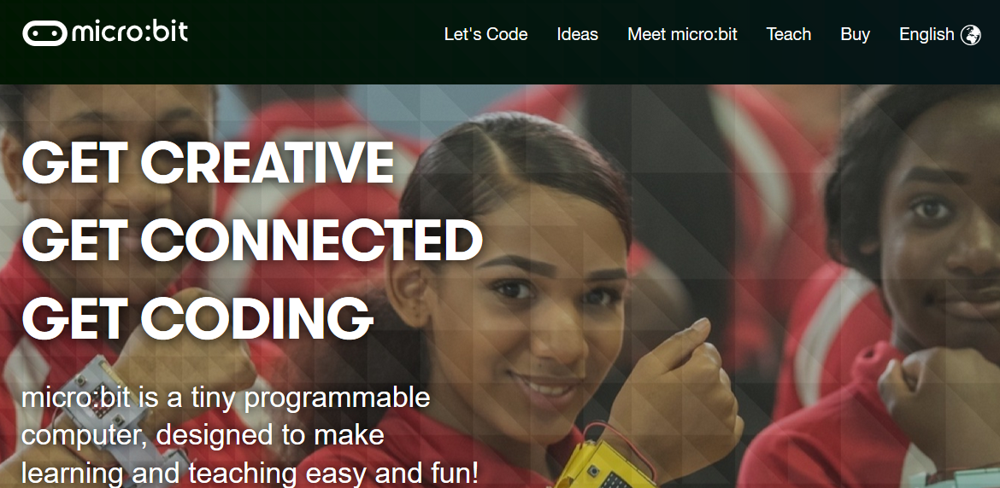 micro:bit
Let's Code Ideas Meet micro:bit Teach Buy English
GET CREATIVE
GET CONNECTED
GET CODING
micro:bit is a tiny programmable
computer, designed to make
learning and teaching easy and fun!